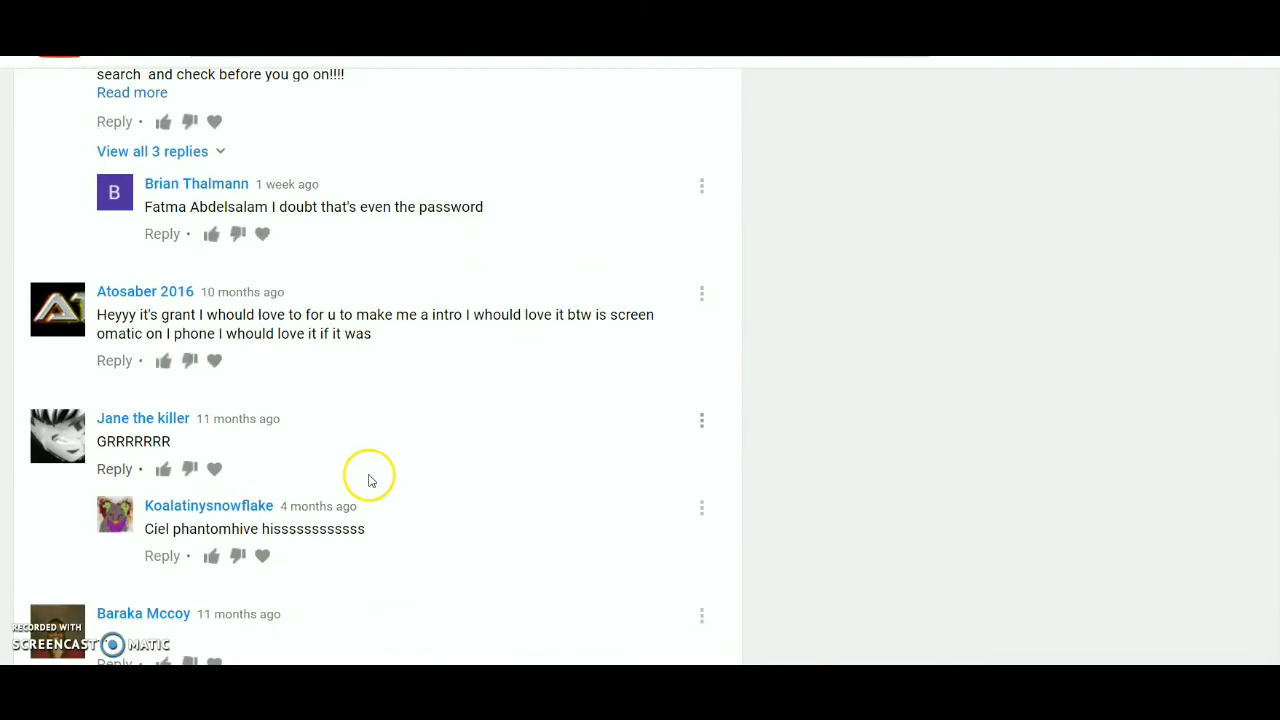 search and check before you go on!!!!
Read more
Reply •
View all 3 replies
B
Brian Thalmann 1 week ago
Fatma Abdelsalam I doubt that's even the password
Reply •
Atosaber 2016 10 months ago
Heyyy it's grant I whould love to for u to make me a intro I whould love it btw is screen
omatic on I phone I whould love it if it was
Reply •
Jane the killer 11 months ago
GRRRRRRR
Reply •
Koalatinysnowflake 4 months ago
Ciel phantomhive hissssssssssss
Reply •
Baraka Mccoy 11 months ago
RECORDED WITH
SCREENCAST MATIC
Reply •